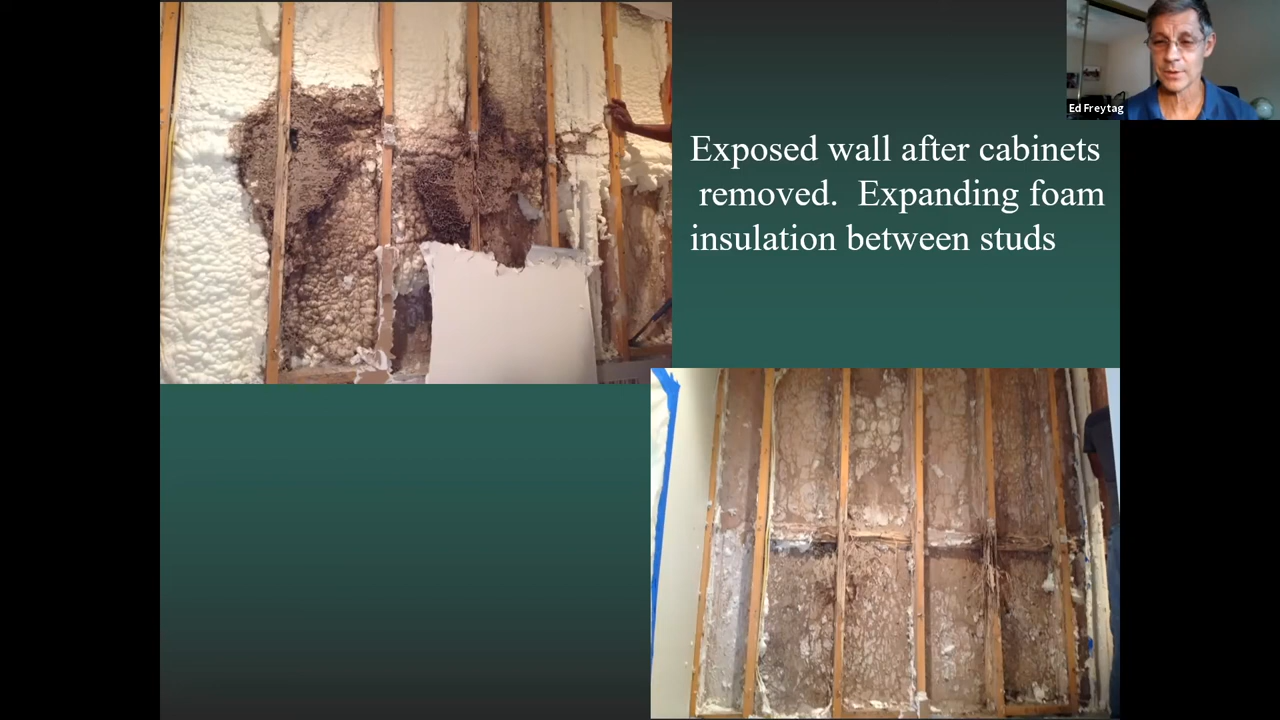 Ed Freytag
Exposed wall after cabinets
removed. Expanding foam
insulation between studs